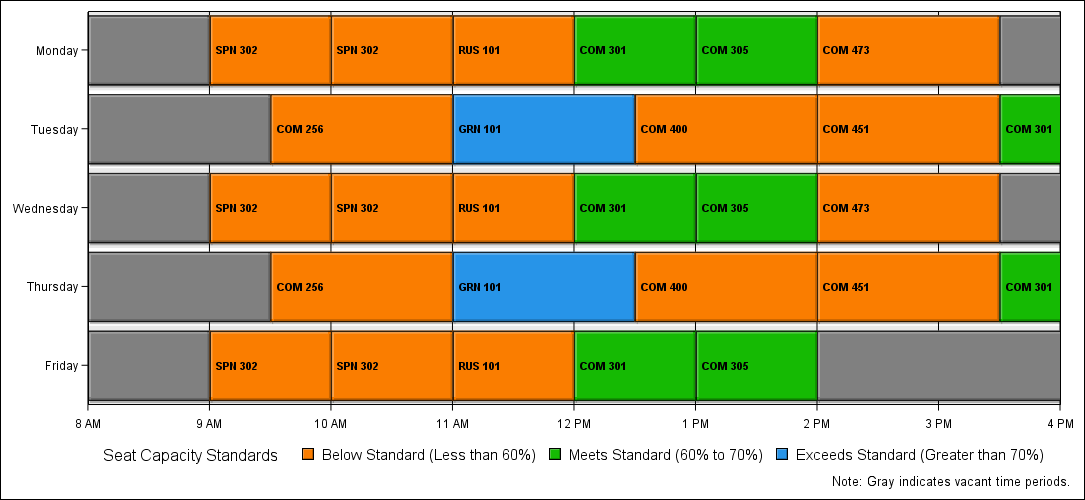 Monday SPN 302 SPN 302 RUS 101 COM 301 COM 305 COM 473
Tuesday COM 256 GRN 101 COM 400 COM 451 COM 301
Wednesday SPN 302 SPN 302 RUS 101 COM 301 COM 305 COM 473
Thursday COM 256 GRN 101 COM 400 COM 451 COM 301
Friday SPN 302 SPN 302 RUS 101 COM 301 COM 305
8 AM 9 AM 10 AM 11 AM 12 PM 1 PM 2 PM 3 PM 4 PM
Seat Capacity Standards Below Standard (Less than 60%) Meets Standard (60% to 70%) Exceeds Standard (Greater than 70%)
Note: Gray indicates vacant time periods.